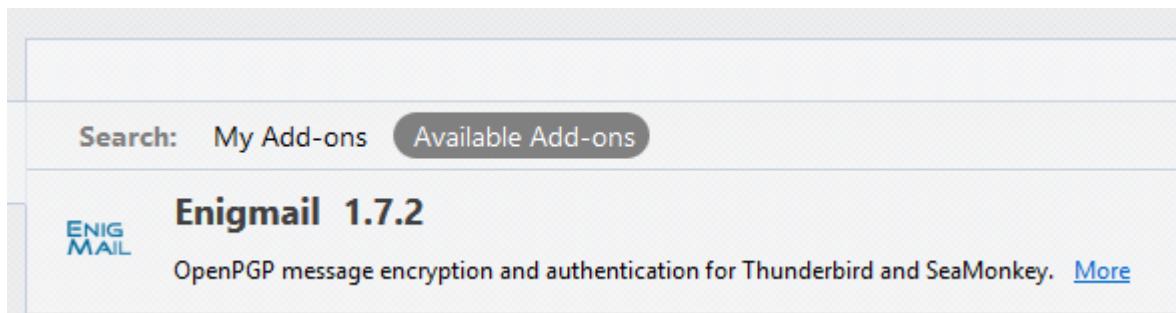 Search: My Add-ons Available Add-ons
Enigmail 1.7.2
ENIG
MAIL
OpenPGP message encryption and authentication for Thunderbird and SeaMonkey. More